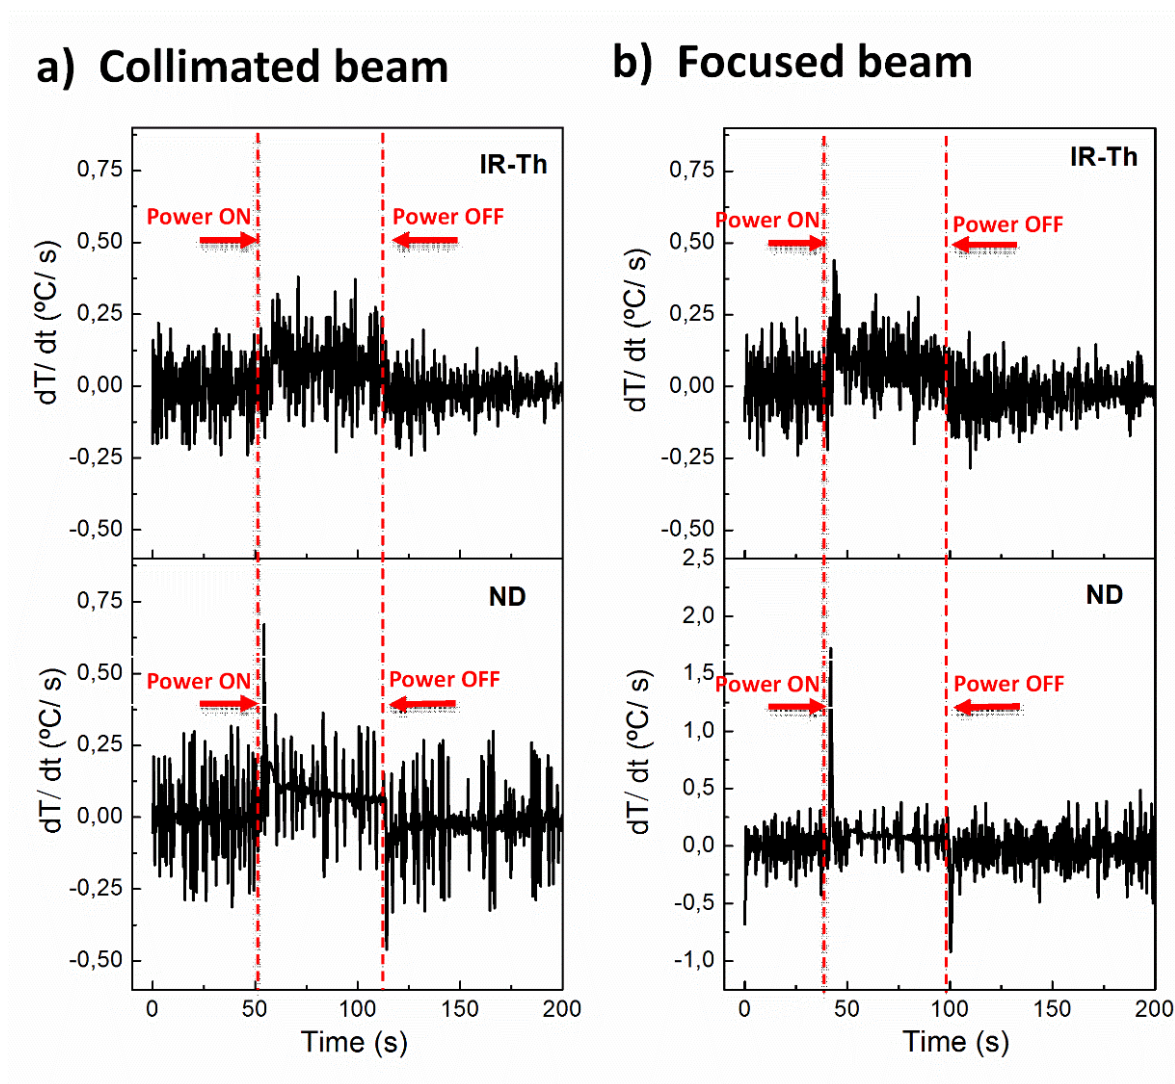 a) Collimated beam
b) Focused beam
IR-Th
Power ON
Power OFF
dT/ dt (ºC/ s)
0,75
0,50
0,25
0,00
-0,25
-0,50
ND
Power ON
Power OFF
dT/ dt (ºC/ s)
0,75
0,50
0,25
0,00
-0,25
-0,50
0
50
100
150
200
Time (s)
IR-Th
Power ON
Power OFF
dT/ dt (ºC/ s)
0,75
0,50
0,25
0,00
-0,25
-0,50
ND
Power ON
Power OFF
dT/ dt (ºC/ s)
2,5
2,0
1,5
1,0
0,5
0,0
-0,5
-1,0
0
50
100
150
200
Time (s)